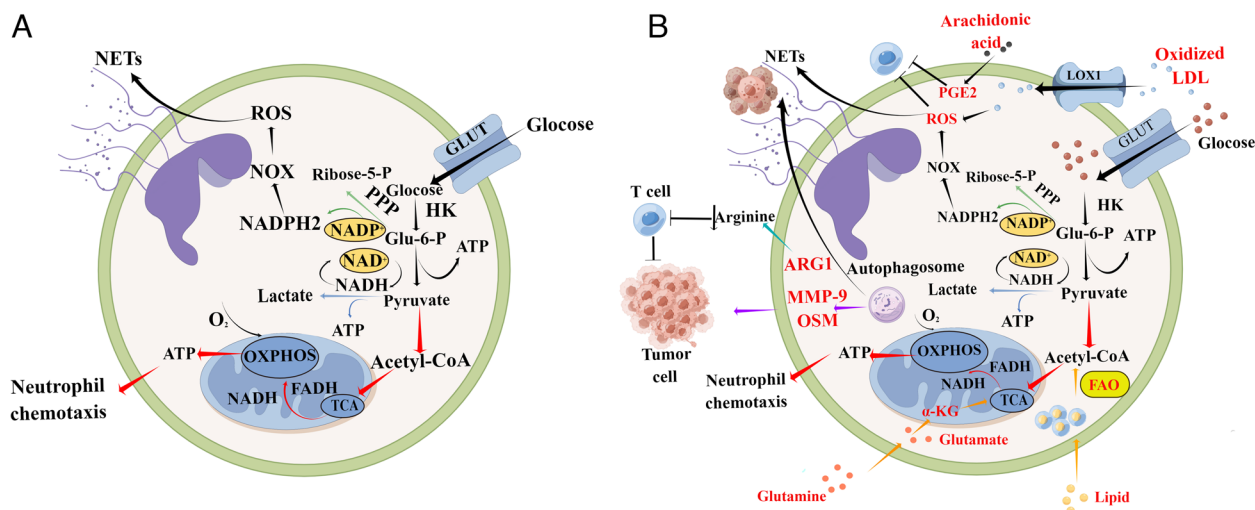 A
NETs
ROS
GLUT
Glocose
NOX
Ribose-5-P
PPP
Glocose
HK
NADPH2
NADP+
Glu-6-P
ATP
NAD+
NADH
Lactate
Pyruvate
O2
ATP
ATP
OXPHOS
Acetyl-CoA
FADH
NADH
TCA
Neutrophil
chemotaxis
B
Arachidonic
acid
NETs
Oxidized
LDL
LOX1
PGE2
ROS
GLUT
Glocose
NOX
Ribose-5-P
PPP
HK
T cell
Arginine
NADPH2
NADP+
Glu-6-P
ATP
ARG1
Autophagosome
NAD+
NADH
Lactate
Pyruvate
MMP-9
OSM
O2
ATP
Tumor
cell
ATP
OXPHOS
Acetyl-CoA
FADH
NADH
FAO
TCA
Neutrophil
chemotaxis
α-KG
Glutamate
Glutamine
Lipid